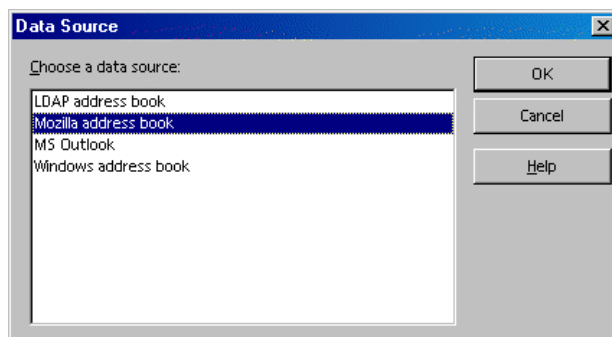 Data Source
Choose a data source:
LDAP address book
Mozilla address book
MS Outlook
Windows address book
OK
Cancel
Help